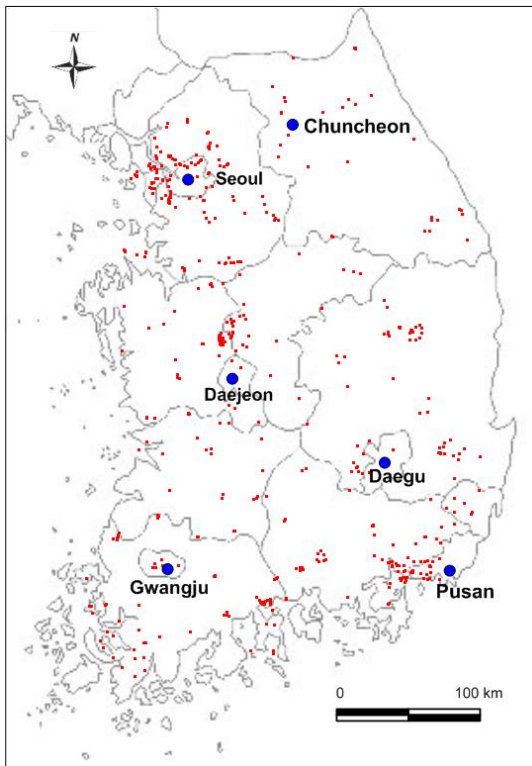 N
Chuncheon
Seoul
Daejeon
Daegu
Gwangju
Pusan
0 100 km